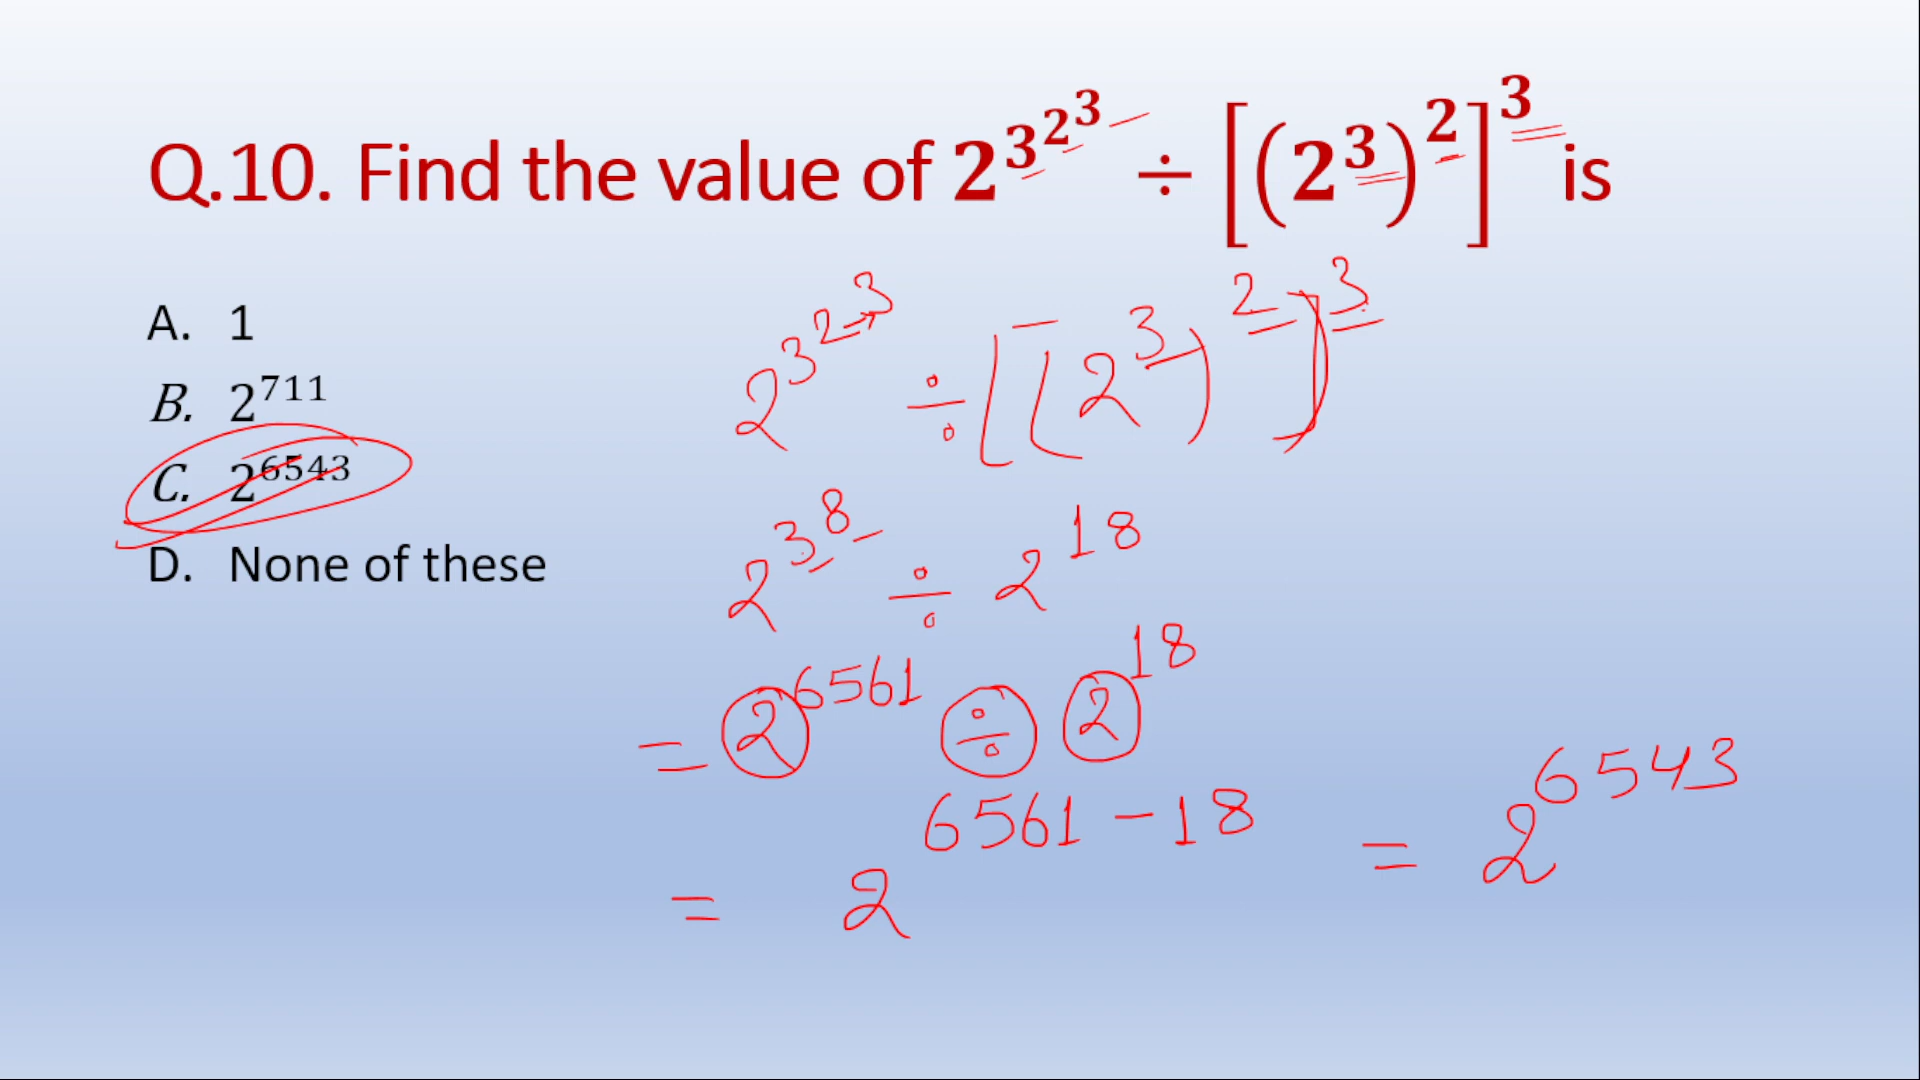 Q.10. Find the value of 2^{3^{2^{3}}} ÷ [(2^{3})^{2}]^{3} is
A. 1
B. 2^{711}
C. 2^{6543}
D. None of these
2^{3^{2^{3}}} ÷ [(2^{3})^{2}]^{3}
2^{3^{8}} ÷ 2^{18}
= 2^{6561} ÷ 2^{18}
= 2^{6561-18} = 2^{6543}